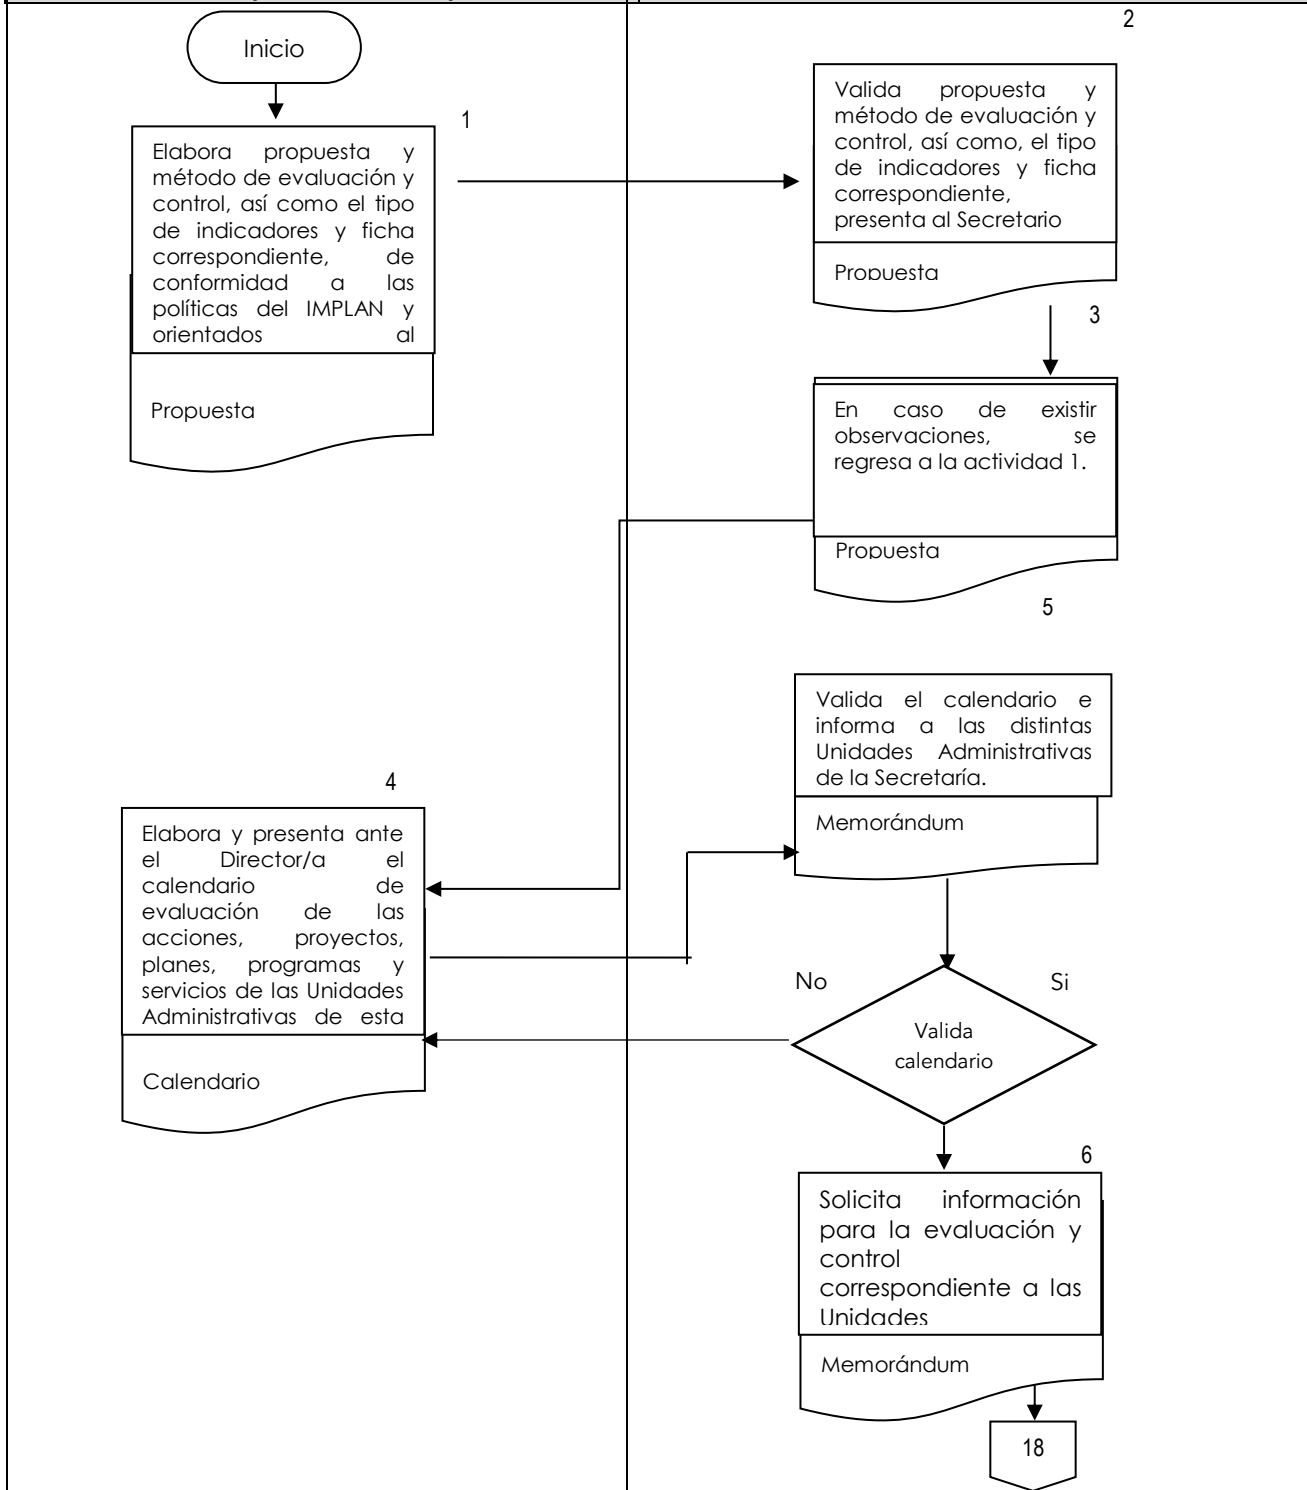 Inicio
1
Elabora propuesta y
método de evaluación y
control, así como el tipo
de indicadores y ficha
correspondiente, de
conformidad a las
políticas del IMPLAN y
orientados al
Propuesta
2
Valida propuesta y
método de evaluación y
control, así como, el tipo
de indicadores y ficha
correspondiente,
presenta al Secretario
Propuesta
3
En caso de existir
observaciones, se
regresa a la actividad 1.
Propuesta
4
Elabora y presenta ante
el Director/a el
calendario de
evaluación de las
acciones, proyectos,
planes, programas y
servicios de las Unidades
Administrativas de esta
Calendario
5
Valida el calendario e
informa a las distintas
Unidades Administrativas
de la Secretaría.
Memorándum
No
Si
Valida
calendario
6
Solicita información
para la evaluación y
control
correspondiente a las
Unidades
Memorándum
18